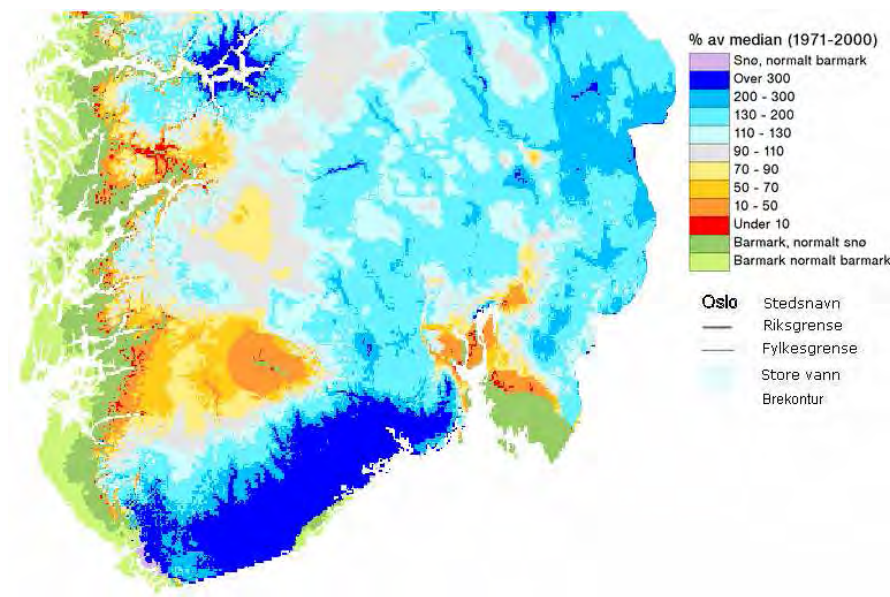 % av median (1971-2000)
Snø, normalt barmark
Over 300
200 - 300
130 - 200
110 - 130
90 - 110
70 - 90
50 - 70
10 - 50
Under 10
Barmark, normalt snø
Barmark normalt barmark
Oslo Stedsnavn
Riksgrense
Fylkesgrense
Store vann
Brekontur